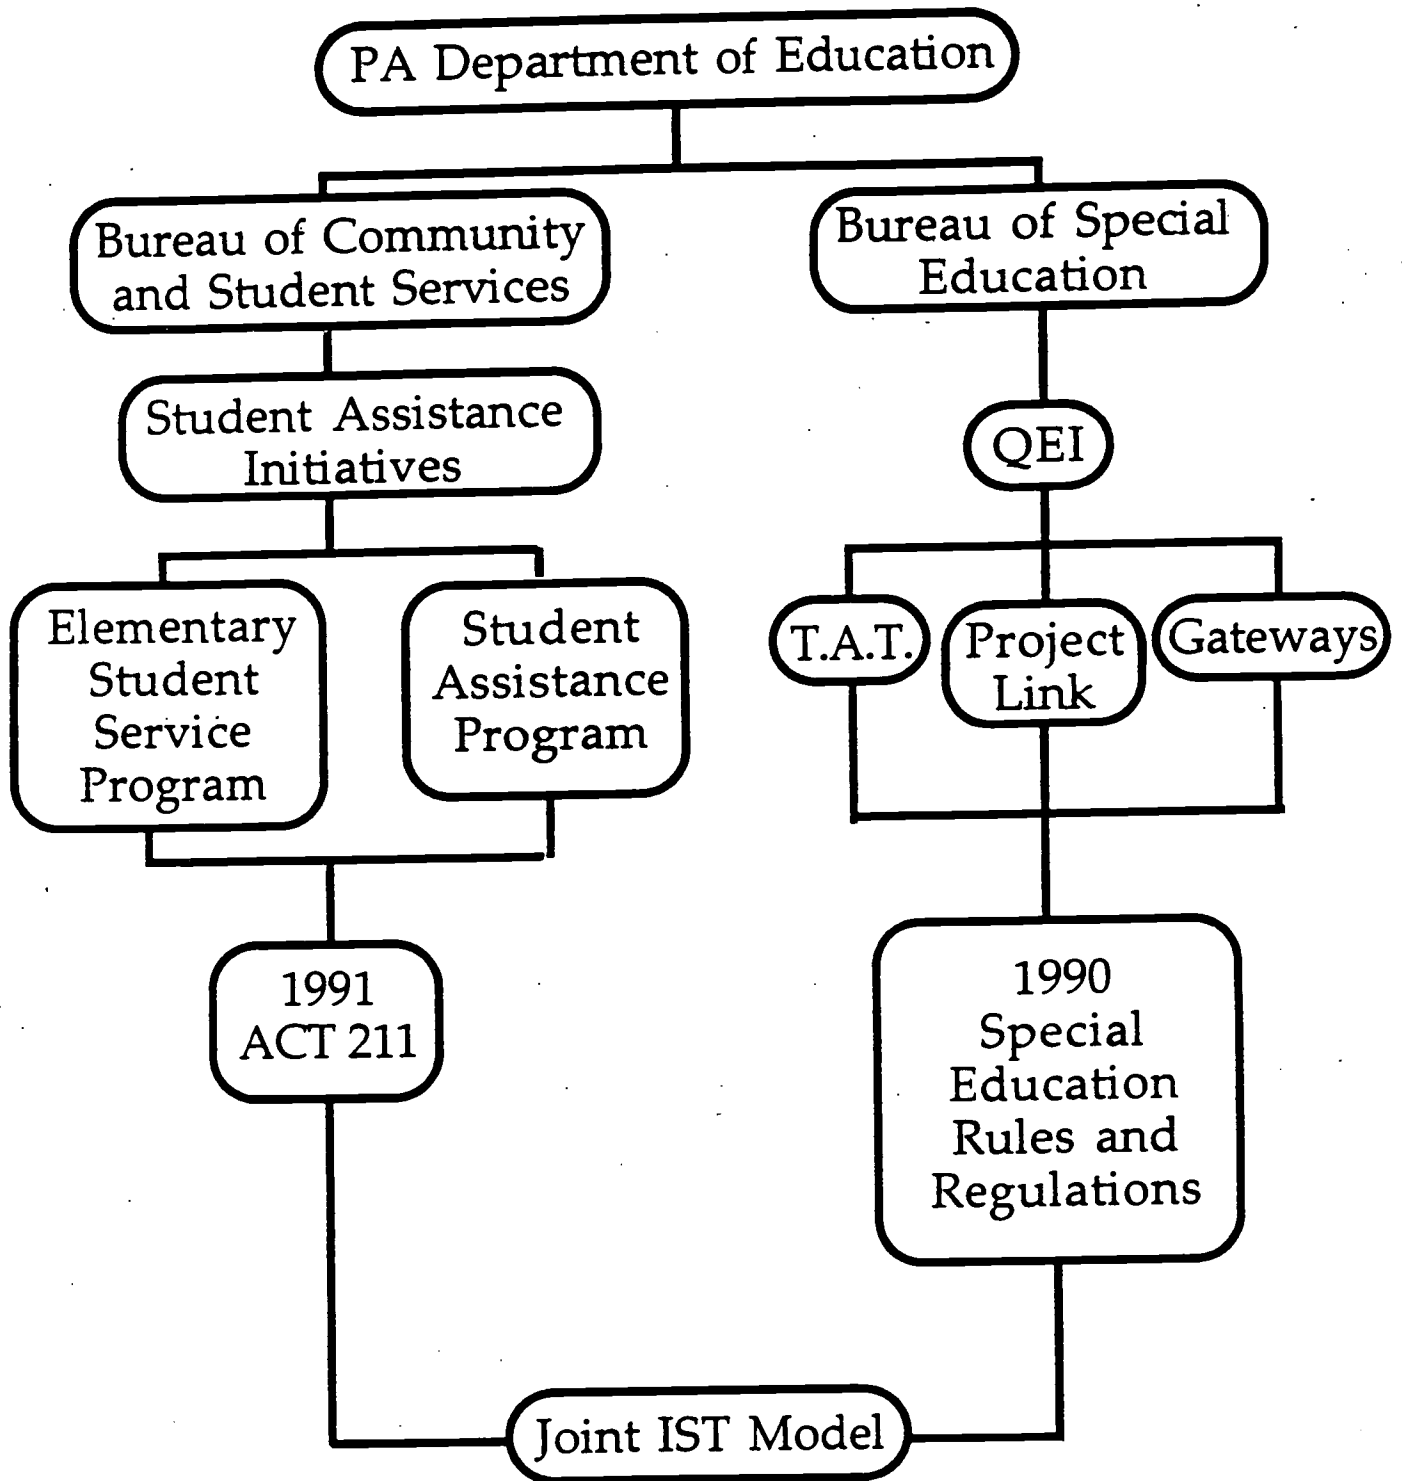 PA Department of Education
Bureau of Community
and Student Services
Bureau of Special
Education
Student Assistance
Initiatives
QEI
Elementary
Student
Service
Program
Student
Assistance
Program
T.A.T.
Project
Link
Gateways
1991
ACT 211
1990
Special
Education
Rules and
Regulations
Joint IST Model